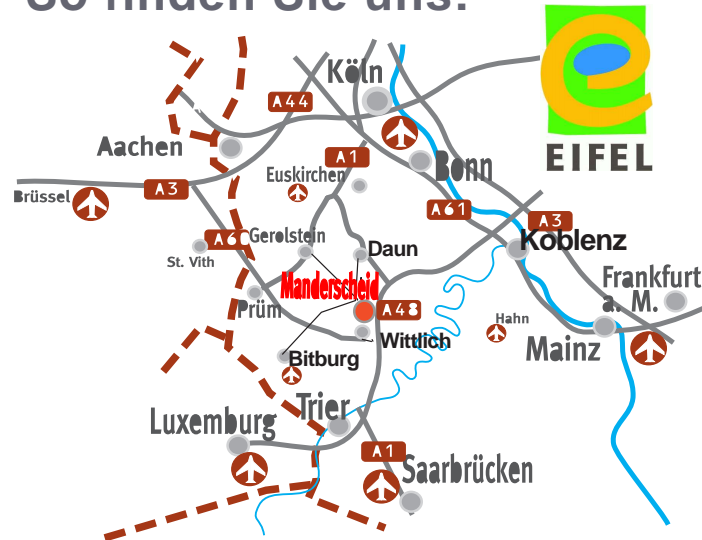 So finden Sie uns:
Köln
A44
EIFEL
Aachen
A1
Bonn
Euskirchen
A3
Brüssel
A61
A3
A60
Gerolstein
Daun
Koblenz
St. Vith
Manderscheid
Frankfurt
a. M.
Prüm
A48
Hahn
Wittlich
Mainz
Bitburg
Trier
Luxemburg
A1
Saarbrücken